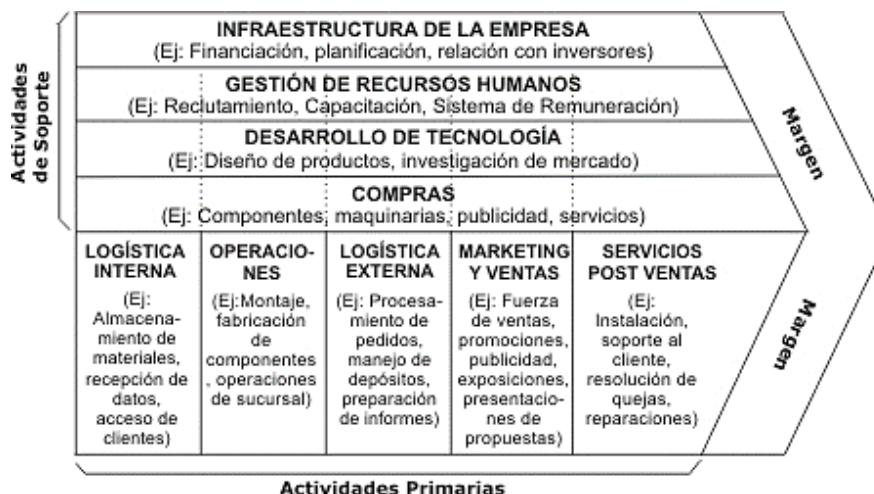 Actividades
de Soporte
INFRAESTRUCTURA DE LA EMPRESA
(Ej: Financiación, planificación, relación con inversores)
GESTIÓN DE RECURSOS HUMANOS
(Ej: Reclutamiento, Capacitación, Sistema de Remuneración)
DESARROLLO DE TECNOLOGÍA
(Ej: Diseño de productos, investigación de mercado)
COMPRAS
(Ej: Componentes, maquinarias, publicidad, servicios)
Margen
LOGÍSTICA
INTERNA
(Ej:
Almacena-
miento de
materiales,
recepción de
datos,
acceso de
clientes)
OPERACIO-
NES
(Ej:Montaje,
fabricación
de
componentes
, operaciones
de sucursal)
LOGÍSTICA
EXTERNA
(Ej: Procesa-
miento de
pedidos,
manejo de
depósitos,
preparación
de informes)
MARKETING
Y VENTAS
(Ej: Fuerza
de ventas,
promociones,
publicidad,
exposiciones,
presentacio-
nes de
propuestas)
SERVICIOS
POST VENTAS
(Ej:
Instalación,
soporte al
cliente,
resolución de
quejas,
reparaciones)
Margen
Actividades Primarias